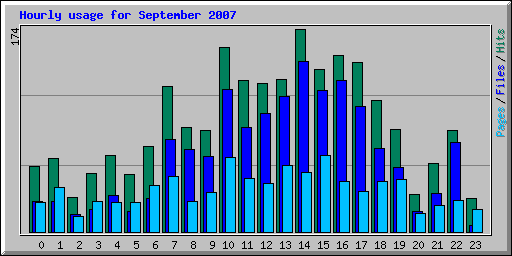 Hourly usage for September 2007
174
Pages/Files/Hits
0 1 2 3 4 5 6 7 8 9 10 11 12 13 14 15 16 17 18 19 20 21 22 23